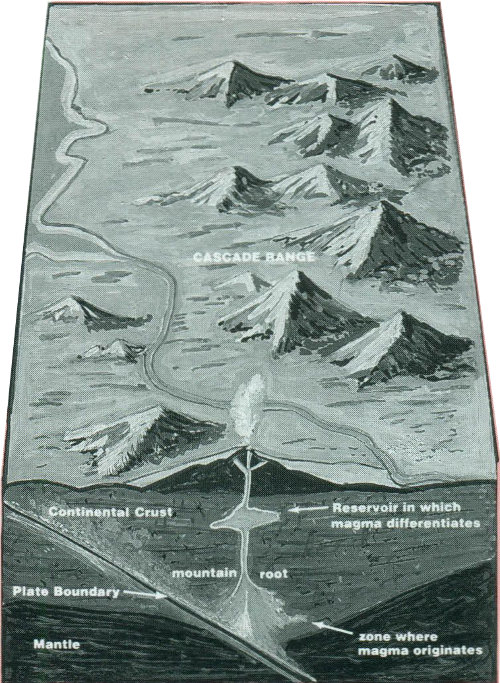 CASCADE RANGE
Continental Crust
Reservoir in which
magma differentiates
mountain root
Plate Boundary
zone where
magma originates
Mantle